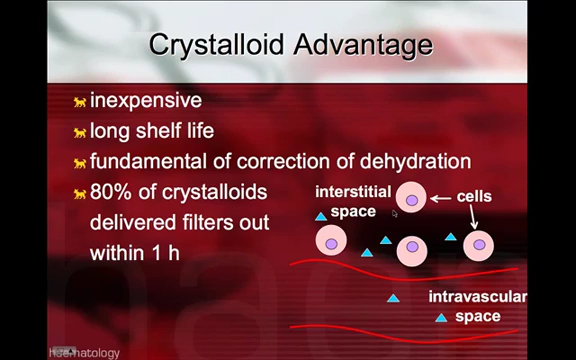 Crystalloid Advantage
inexpensive
long shelf life
fundamental of correction of dehydration
80% of crystalloids
delivered filters out
within 1 h
interstitial
space
cells
intravascular
space